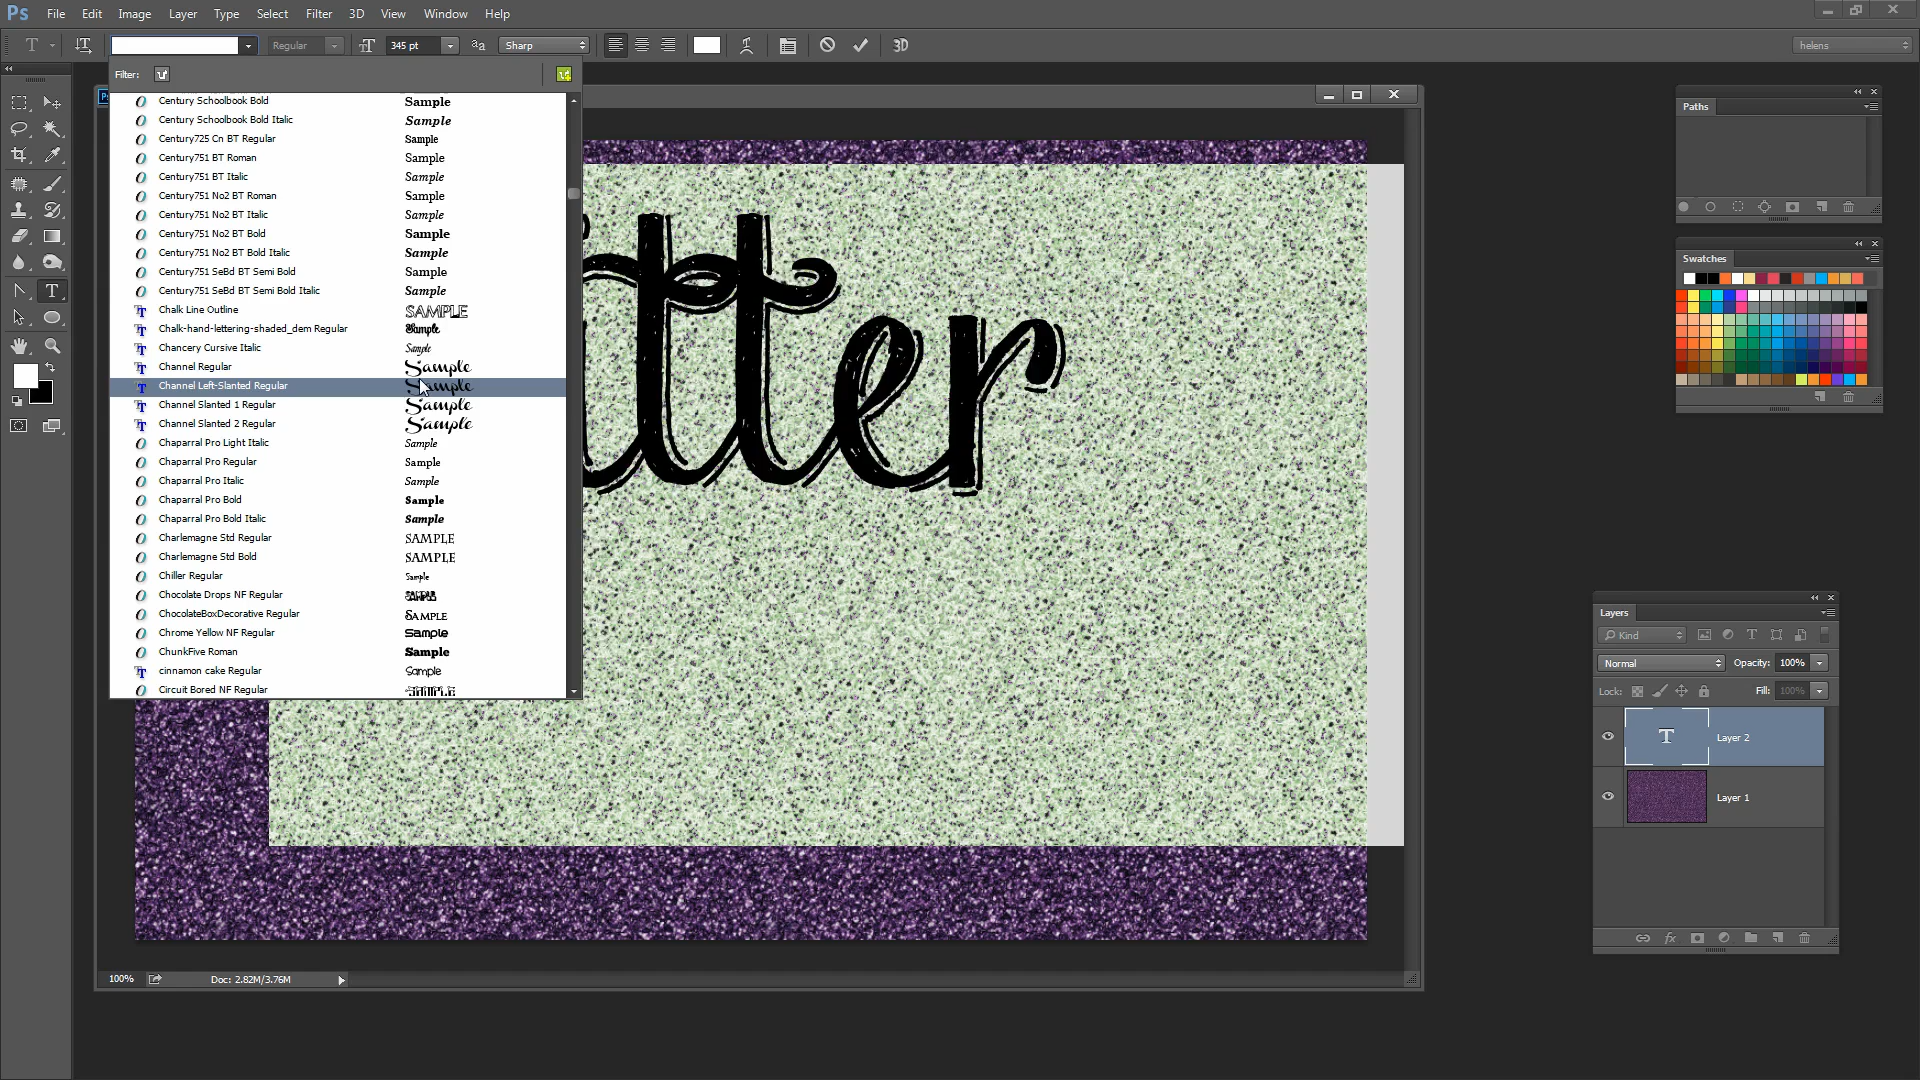 Ps File Edit Image Layer Type Select Filter 3D View Window Help
T Regular 345 pt aa Sharp 3D helens
Filter:
Century Schoolbook Bold Sample
Century Schoolbook Bold Italic Sample
Century725 Cn BT Regular Sample
Century751 BT Roman Sample
Century751 BT Italic Sample
Century751 No2 BT Roman Sample
Century751 No2 BT Italic Sample
Century751 No2 BT Bold Sample
Century751 No2 BT Bold Italic Sample
Century751 SeBd BT Semi Bold Sample
Century751 SeBd BT Semi Bold Italic Sample
Chalk Line Outline SAMPLE
Chalk-hand-lettering-shaded_dem Regular Sample
Chancery Cursive Italic Sample
Channel Regular Sample
Channel Left-Slanted Regular Sample
Channel Slanted 1 Regular Sample
Channel Slanted 2 Regular Sample
Chaparral Pro Light Italic Sample
Chaparral Pro Regular Sample
Chaparral Pro Italic Sample
Chaparral Pro Bold Sample
Chaparral Pro Bold Italic Sample
Charlemagne Std Regular SAMPLE
Charlemagne Std Bold SAMPLE
Chiller Regular Sample
Chocolate Drops NF Regular SAMPLE
ChocolateBoxDecorative Regular SAMPLE
Chrome Yellow NF Regular Sample
ChunkFive Roman Sample
cinnamon cake Regular Sample
Circuit Bored NF Regular SAMPLE
tter
Paths
Swatches
Layers
Kind
Normal Opacity: 100%
Lock: Fill: 100%
T Layer 2
Layer 1
100% Doc: 2.82M/3.76M